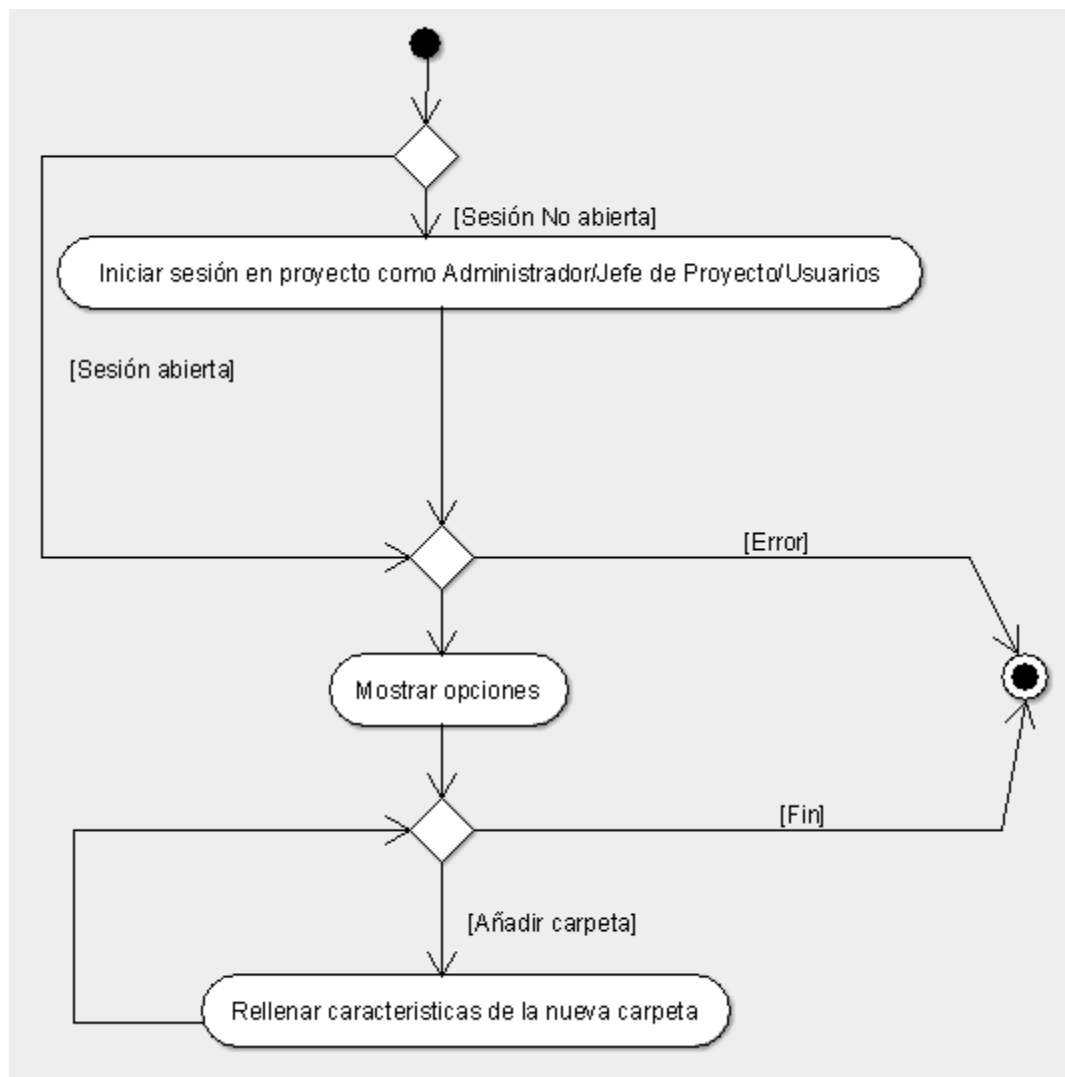 [Sesión No abierta]
Iniciar sesión en proyecto como Administrador/Jefe de Proyecto/Usuarios
[Sesión abierta]
[Error]
Mostrar opciones
[Fin]
[Añadir carpeta]
Rellenar caracteristicas de la nueva carpeta